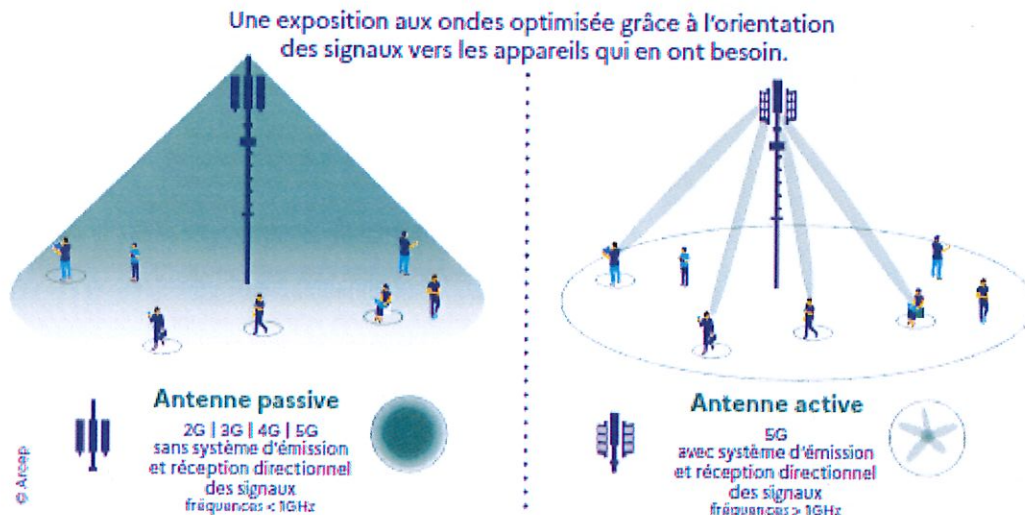 Une exposition aux ondes optimisée grâce à l'orientation
des signaux vers les appareils qui en ont besoin.
Antenne passive
2G | 3G | 4G | 5G
sans système d'émission
et réception directionnel
des signaux
fréquences < 1GHz
© Arcep
Antenne active
5G
avec système d'émission
et réception directionnel
des signaux
fréquences > 1GHz